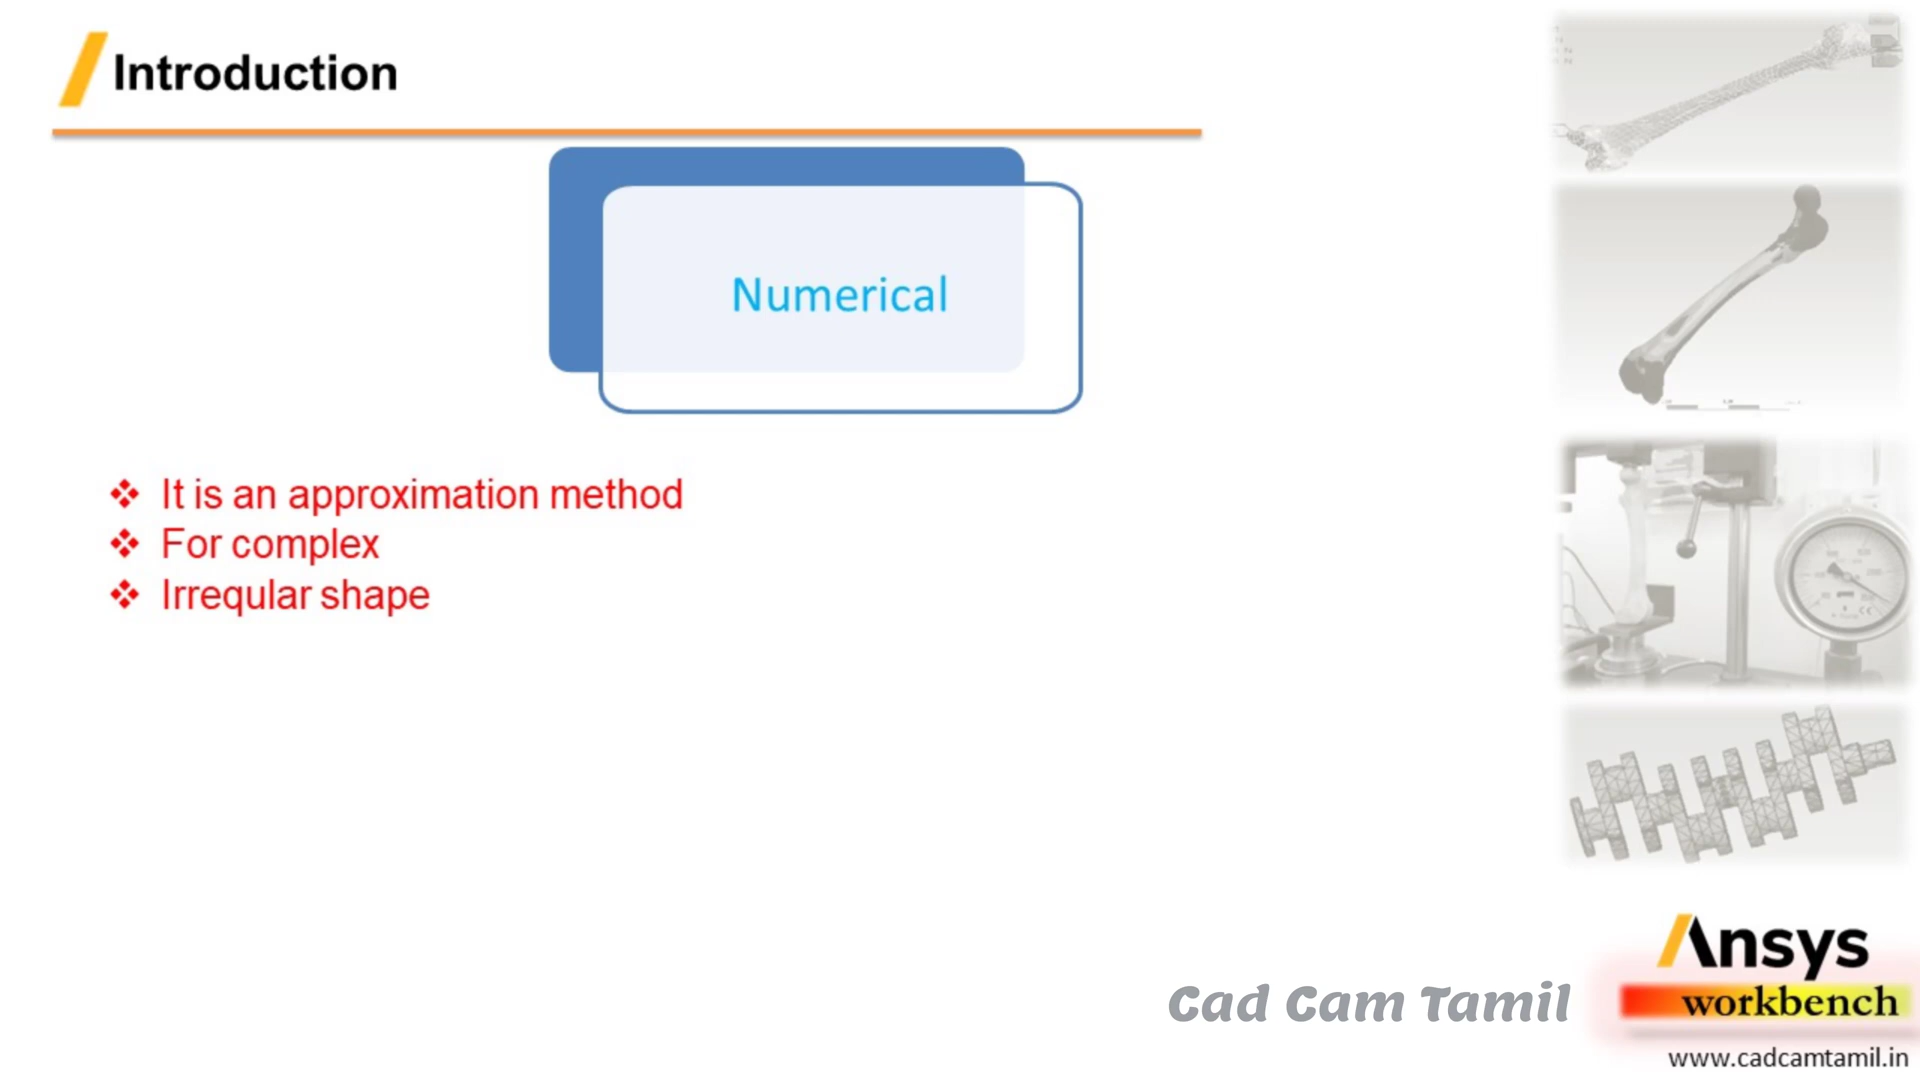 Introduction
Numerical
❖ It is an approximation method
❖ For complex
❖ Irreqular shape
Ansys
Cad Cam Tamil
workbench
www.cadcamtamil.in